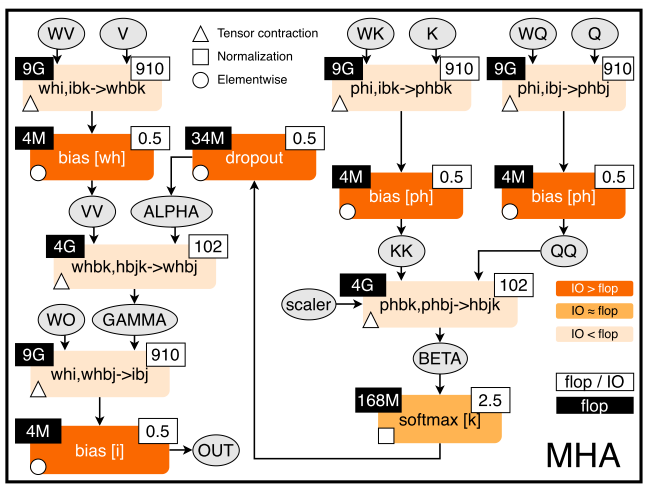 WV
V
Tensor contraction
Normalization
Elementwise
WK
K
WQ
Q
9G
910
whi,ibk->whbk
9G
910
phi,ibk->phbk
9G
910
phi,ibj->phbj
4M
0.5
bias [wh]
34M
0.5
dropout
4M
0.5
bias [ph]
4M
0.5
bias [ph]
VV
ALPHA
KK
QQ
4G
102
whbk,hbjk->whbj
scaler
4G
102
phbk,phbj->hbjk
IO > flop
IO ≈ flop
IO < flop
WO
GAMMA
9G
910
whi,whbj->ibj
BETA
flop / IO
flop
168M
2.5
softmax [k]
4M
0.5
bias [i]
OUT
MHA